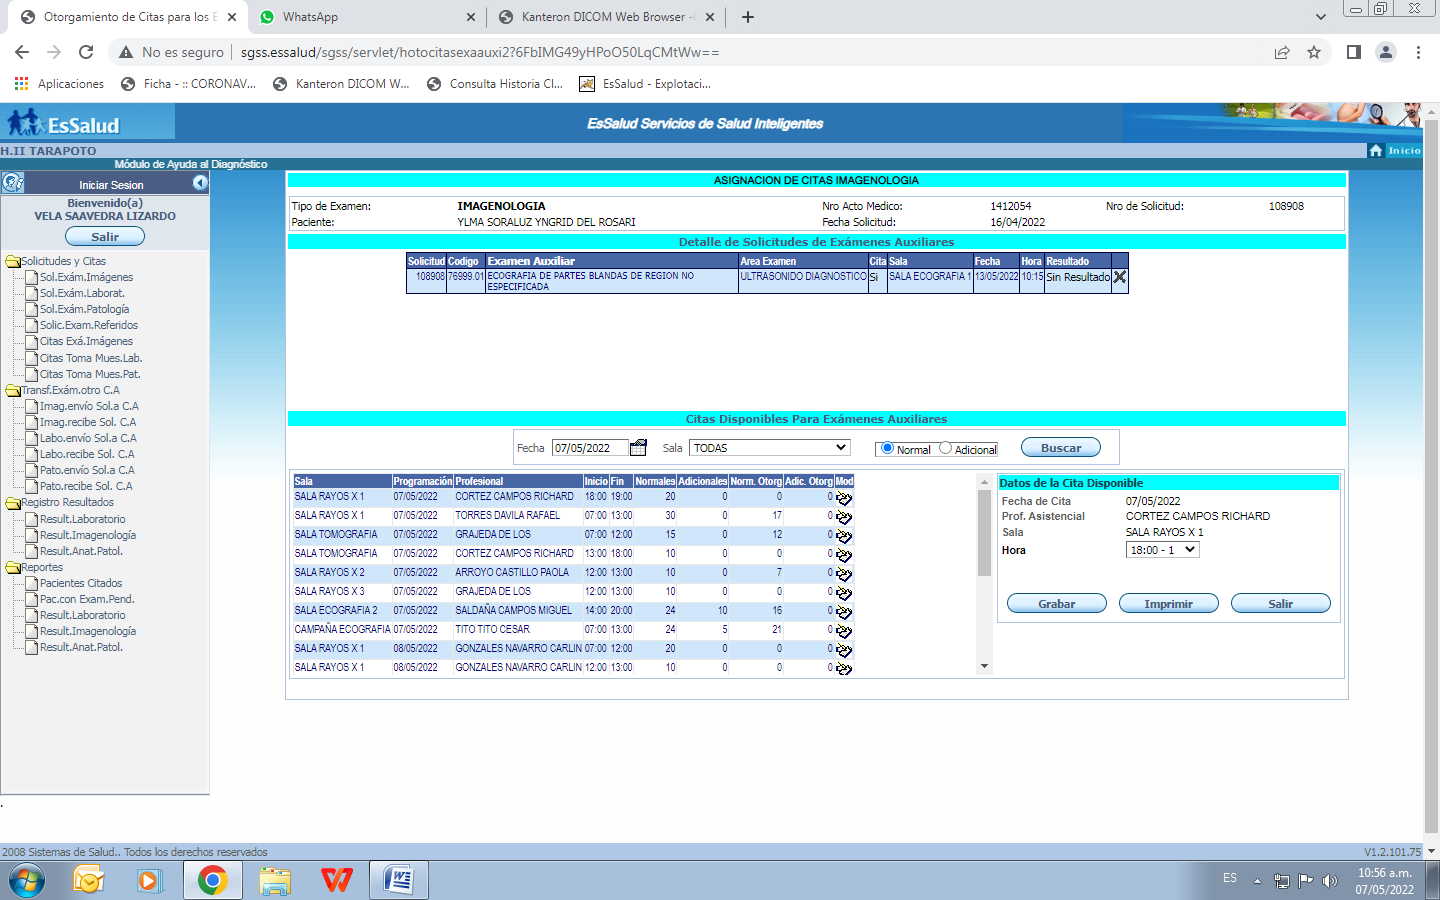 Otorgamiento de Citas para los E
WhatsApp
Kanteron DICOM Web Browser -
No es seguro
sgss.essalud/sgss/servlet/hotocitasexaauxi2?6FbIMG49yHPoO50LqCMtWw==
Aplicaciones
Ficha - :: CORONAV...
Kanteron DICOM W...
Consulta Historia Cl...
EsSalud - Explotaci...
EsSalud
EsSalud Servicios de Salud Inteligentes
H.II TARAPOTO
Inicio
Módulo de Ayuda al Diagnóstico
Iniciar Sesion
Bienvenido(a)
VELA SAAVEDRA LIZARDO
Salir
Solicitudes y Citas
Sol.Exám.Imágenes
Sol.Exám.Laborat.
Sol.Exám.Patología
Solic.Exam.Referidos
Citas Exá.Imágenes
Citas Toma Mues.Lab.
Citas Toma Mues.Pat.
Transf.Exám.otro C.A
Imag.envío Sol.a C.A
Imag.recibe Sol. C.A
Labo.envío Sol.a C.A
Labo.recibe Sol. C.A
Pato.envío Sol.a C.A
Pato.recibe Sol. C.A
Registro Resultados
Result.Laboratorio
Result.Imagenología
Result.Anat.Patol.
Reportes
Pacientes Citados
Pac.con Exam.Pend.
Result.Laboratorio
Result.Imagenología
Result.Anat.Patol.
ASIGNACION DE CITAS IMAGENOLOGIA
Tipo de Examen: IMAGENOLOGIA Nro Acto Medico: 1412054 Nro de Solicitud: 108908
Paciente: YLMA SORALUZ YNGRID DEL ROSARI Fecha Solicitud: 16/04/2022
Detalle de Solicitudes de Exámenes Auxiliares
Solicitud Codigo Examen Auxiliar Area Examen Cita Sala Fecha Hora Resultado
108908 76999.01 ECOGRAFIA DE PARTES BLANDAS DE REGION NO ULTRASONIDO DIAGNOSTICO Si SALA ECOGRAFIA 1 13/05/2022 10:15 Sin Resultado
ESPECIFICADA
Citas Disponibles Para Exámenes Auxiliares
Fecha 07/05/2022 Sala TODAS Normal Adicional Buscar
Sala Programación Profesional Inicio Fin Normales Adicionales Norm. Otorg Adic. Otorg Mod
SALA RAYOS X 1 07/05/2022 CORTEZ CAMPOS RICHARD 18:00 19:00 20 0 0 0
SALA RAYOS X 1 07/05/2022 TORRES DAVILA RAFAEL 07:00 13:00 30 0 17 0
SALA TOMOGRAFIA 07/05/2022 GRAJEDA DE LOS 07:00 12:00 15 0 12 0
SALA TOMOGRAFIA 07/05/2022 CORTEZ CAMPOS RICHARD 13:00 18:00 10 0 0 0
SALA RAYOS X 2 07/05/2022 ARROYO CASTILLO PAOLA 12:00 13:00 10 0 7 0
SALA RAYOS X 3 07/05/2022 GRAJEDA DE LOS 12:00 13:00 10 0 0 0
SALA ECOGRAFIA 2 07/05/2022 SALDAÑA CAMPOS MIGUEL 14:00 20:00 24 10 16 0
CAMPAÑA ECOGRAFIA 07/05/2022 TITO TITO CESAR 07:00 13:00 24 5 21 0
SALA RAYOS X 1 08/05/2022 GONZALES NAVARRO CARLIN 07:00 12:00 20 0 0 0
SALA RAYOS X 1 08/05/2022 GONZALES NAVARRO CARLIN 12:00 13:00 10 0 0 0
Datos de la Cita Disponible
Fecha de Cita 07/05/2022
Prof. Asistencial CORTEZ CAMPOS RICHARD
Sala SALA RAYOS X 1
Hora 18:00 - 1
Grabar Imprimir Salir
.
2008 Sistemas de Salud.. Todos los derechos reservados
V1.2.101.75
ES
10:56 a.m.
07/05/2022